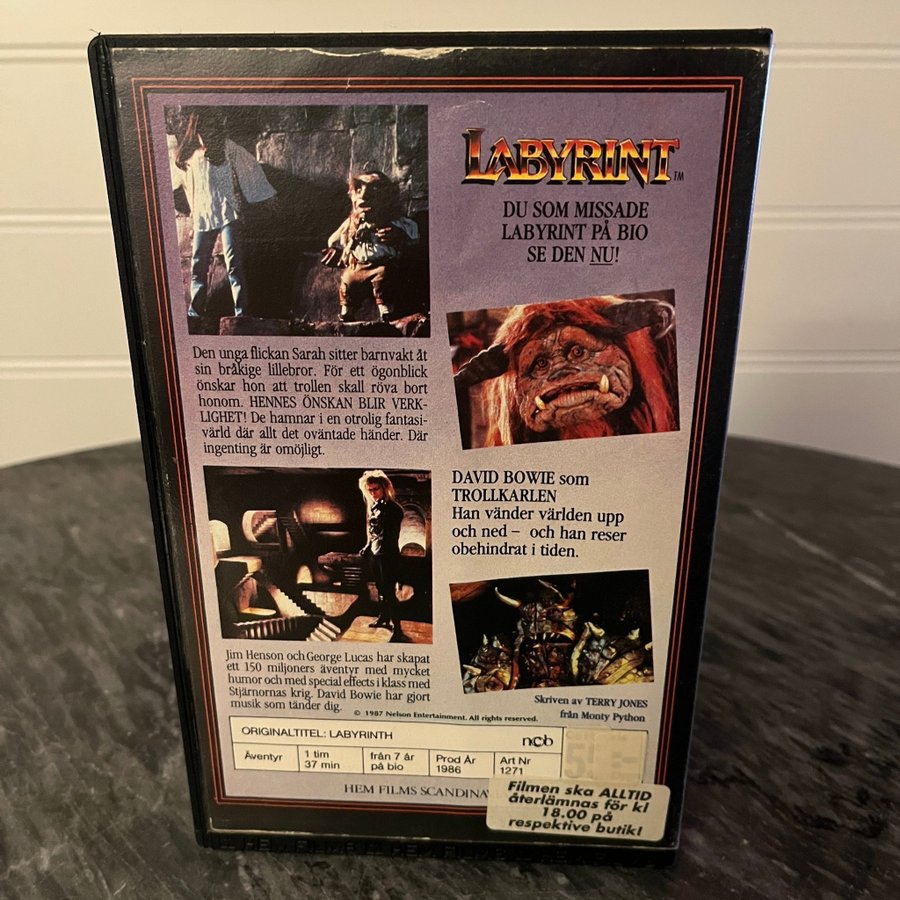 LABYRINT™
DU SOM MISSADE
LABYRINT PÅ BIO
SE DEN NU!
Den unga flickan Sarah sitter barnvakt åt
sin bråkige lillebror. För ett ögonblick
önskar hon att trollen skall röva bort
honom. HENNES ÖNSKAN BLIR VERK-
LIGHET! De hamnar i en otrolig fantasi-
värld där allt det oväntade händer. Där
ingenting är omöjligt.
DAVID BOWIE som
TROLLKARLEN
Han vänder världen upp
och ned – och han reser
obehindrat i tiden.
Jim Henson och George Lucas har skapat
ett 150 miljoners äventyr med mycket
humor och med special effects i klass med
Stjärnornas krig. David Bowie har gjort
musik som tänder dig.
Skriven av TERRY JONES
från Monty Python
© 1987 Nelson Entertainment. All rights reserved.
ORIGINALTITEL: LABYRINTH
ncb
Äventyr
1 tim
37 min
från 7 år
på bio
Prod År
1986
Art Nr
1271
HEM FILMS
Filmen ska ALLTID
återlämnas för kl
18.00 på
respektive butik!